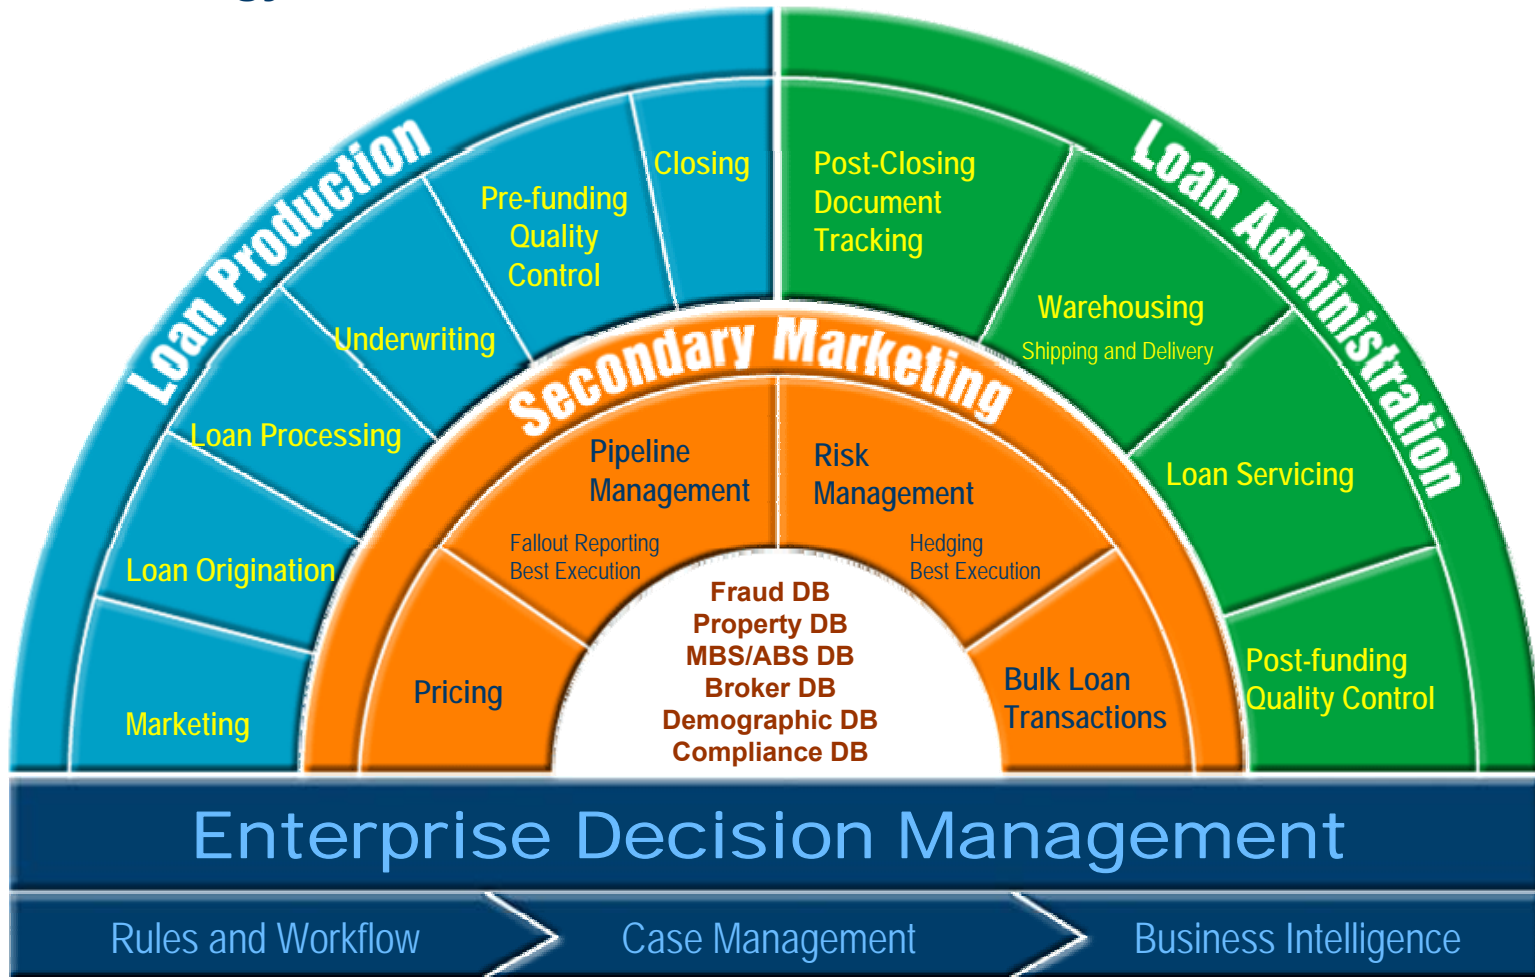 Loan Production
Marketing
Loan Origination
Loan Processing
Underwriting
Pre-funding
Quality
Control
Closing
Loan Administration
Post-Closing
Document
Tracking
Warehousing
Shipping and Delivery
Loan Servicing
Post-funding
Quality Control
Secondary Marketing
Pricing
Pipeline
Management
Fallout Reporting
Best Execution
Risk
Management
Hedging
Best Execution
Bulk Loan
Transactions
Fraud DB
Property DB
MBS/ABS DB
Broker DB
Demographic DB
Compliance DB
Enterprise Decision Management
Rules and Workflow
Case Management
Business Intelligence